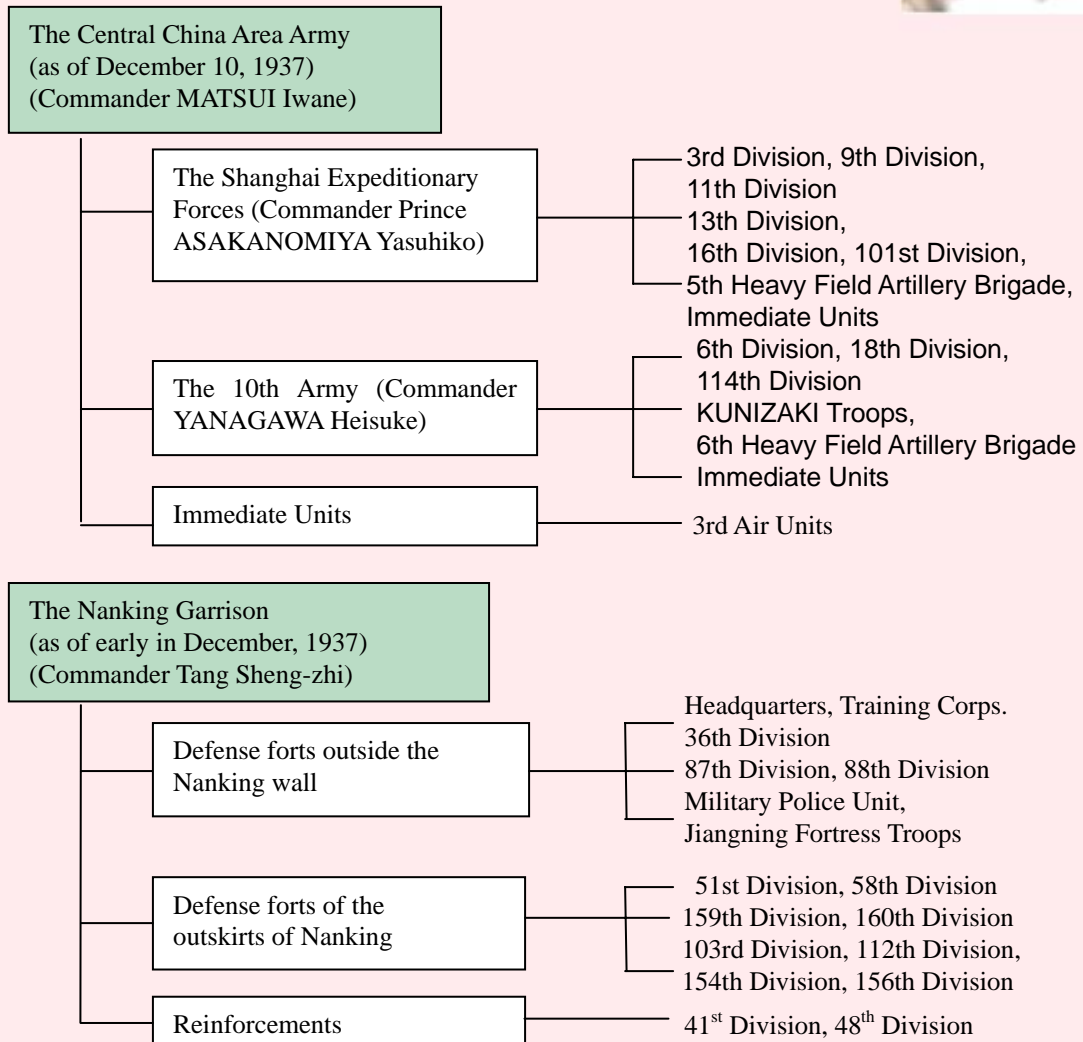 The Central China Area Army
(as of December 10, 1937)
(Commander MATSUI Iwane)
The Shanghai Expeditionary
Forces (Commander Prince
ASAKANOMIYA Yasuhiko)
3rd Division, 9th Division,
11th Division
13th Division,
16th Division, 101st Division,
5th Heavy Field Artillery Brigade,
Immediate Units
The 10th Army (Commander
YANAGAWA Heisuke)
6th Division, 18th Division,
114th Division
KUNIZAKI Troops,
6th Heavy Field Artillery Brigade
Immediate Units
Immediate Units
3rd Air Units
The Nanking Garrison
(as of early in December, 1937)
(Commander Tang Sheng-zhi)
Defense forts outside the
Nanking wall
Headquarters, Training Corps.
36th Division
87th Division, 88th Division
Military Police Unit,
Jiangning Fortress Troops
Defense forts of the
outskirts of Nanking
51st Division, 58th Division
159th Division, 160th Division
103rd Division, 112th Division,
154th Division, 156th Division
Reinforcements
41st Division, 48th Division